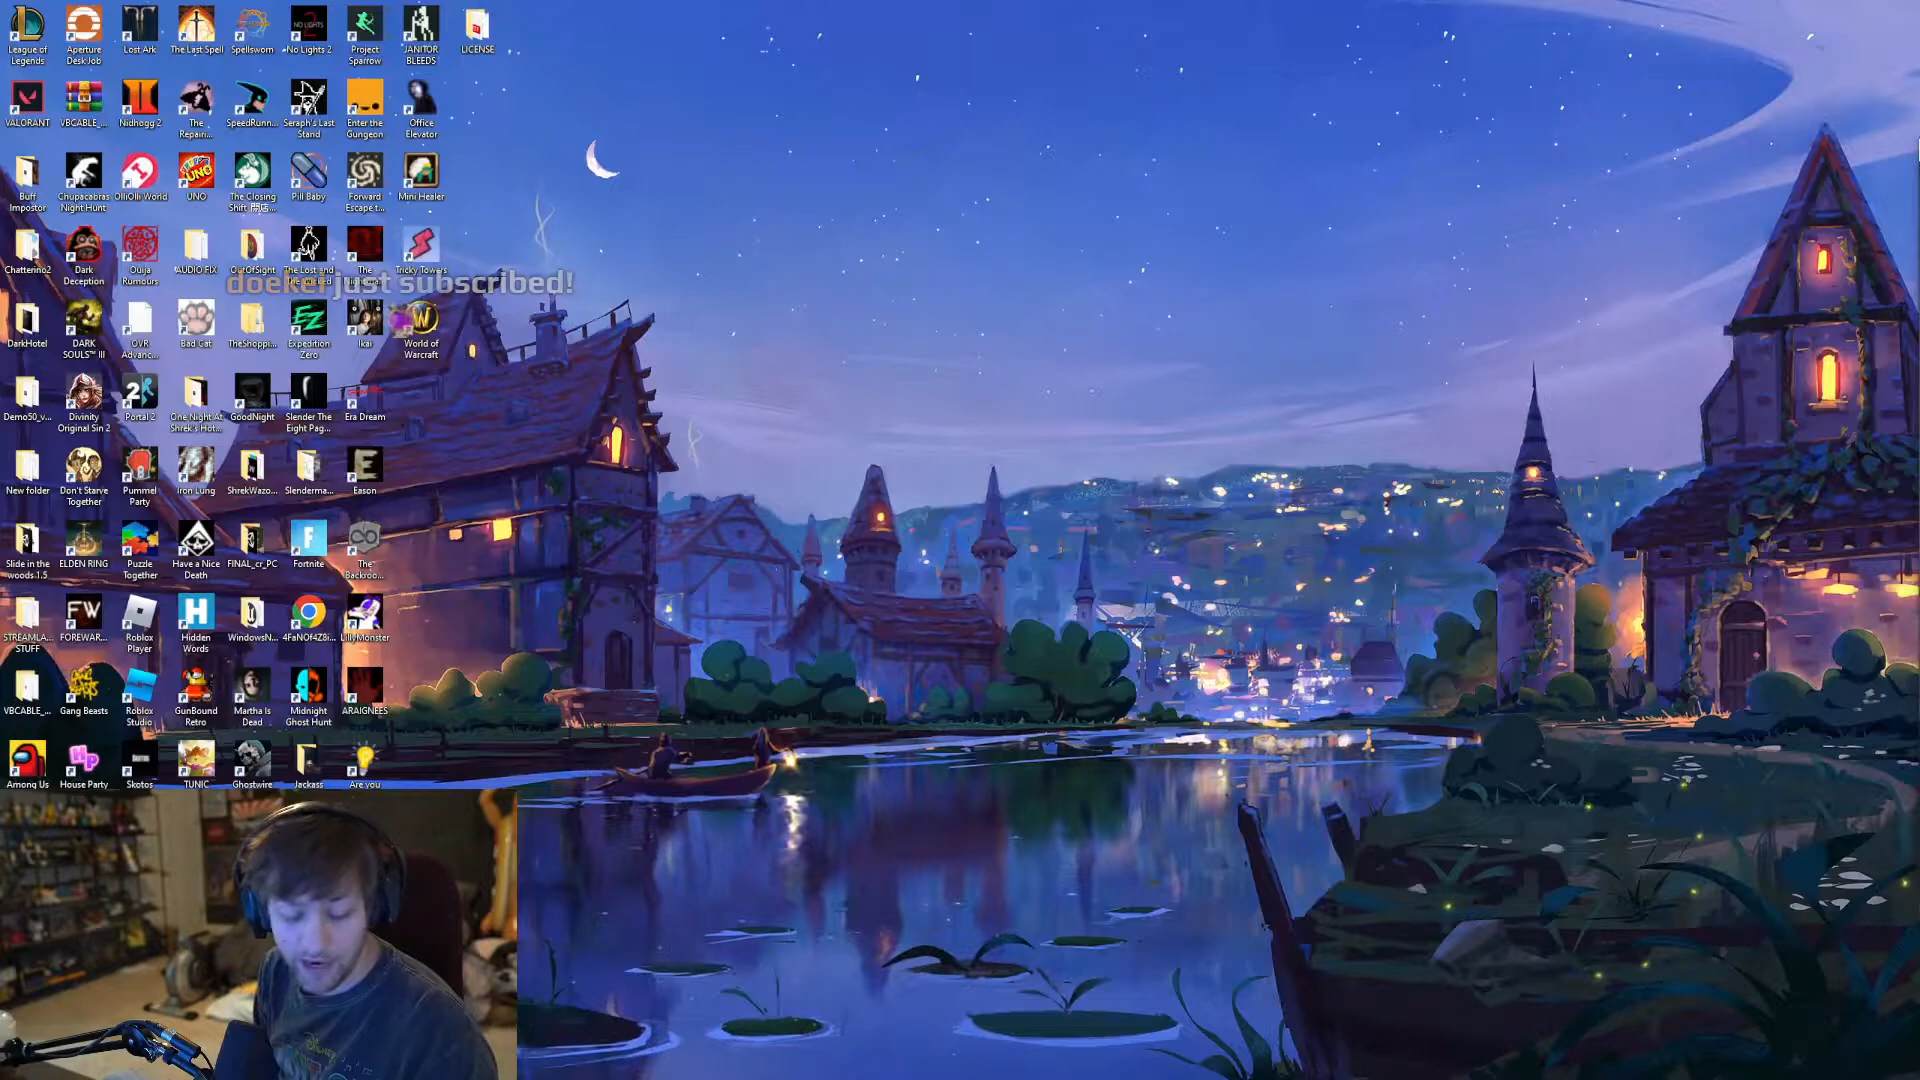 League of Legends
Aperture Desk Job
Lost Ark
The Last Spell
Spellsworn
No Lights 2
Project Sparrow
JANITOR BLEEDS
LICENSE
VALORANT
VBCABLE_...
Nidhogg 2
The Repairi...
SpeedRunn...
Seraph's Last Stand
Enter the Gungeon
Office Elevator
Buff Impostor
Chupacabras Night Hunt
OlliOlli World
UNO
The Closing Shift
Pill Baby
Forward Escape t...
Mini Healer
Chatterino2
Dark Deception
Ouija Rumours
AUDIO FIX
OutOfSight
The Lost and
The
Tricky Towers
doeker just subscribed!
DarkHotel
DARK SOULS™ III
OVR Advanc...
Bad Cat
TheShoppi...
Expedition Zero
Ikai
World of Warcraft
Demo50_v...
Divinity Original Sin 2
Portal 2
One Night At Shrek's Hot...
GoodNight
Slender The Eight Pag...
Era Dream
New folder
Don't Starve Together
Pummel Party
Iron Lung
ShrekWazo...
Slenderma...
Eason
Slide in the woods 1.5
ELDEN RING
Puzzle Together
Have a Nice Death
FINAL_cr_PC
Fortnite
The Backroo...
STREAMLA... STUFF
FOREWAR...
Roblox Player
Hidden Words
WindowsN...
4FaNOf4Z8i...
LillyMonster
VBCABLE_...
Gang Beasts
Roblox Studio
GunBound Retro
Martha Is Dead
Midnight Ghost Hunt
ARAIGNEES
Among Us
House Party
Skotos
TUNIC
Ghostwire
Jackass
Are you